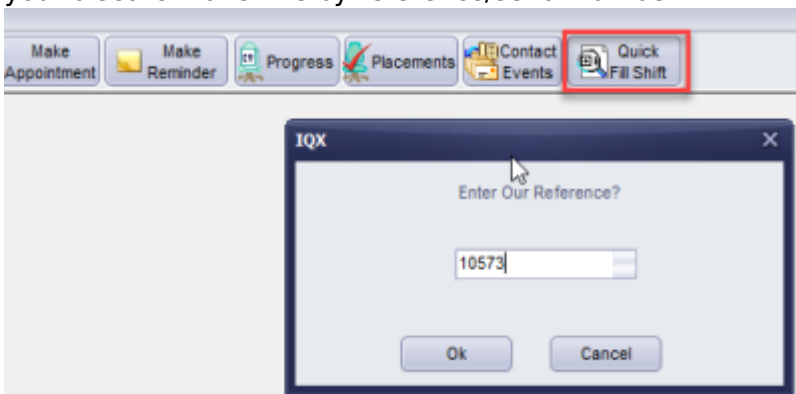 Make Appointment
Make Reminder
Progress
Placements
Contact Events
Quick Fill Shift
IQX
Enter Our Reference?
10573
Ok
Cancel